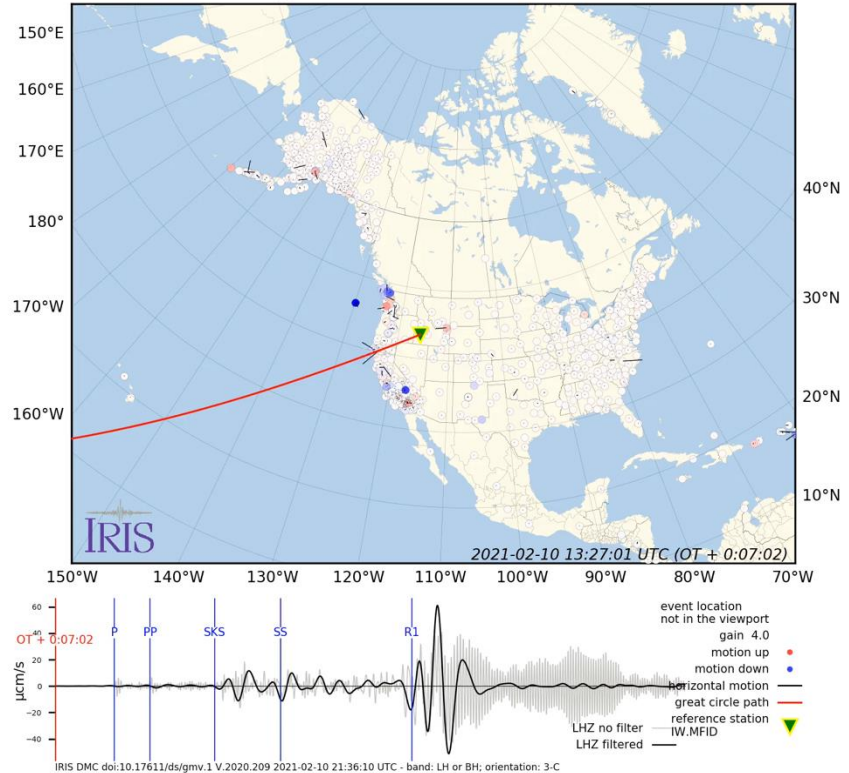 150°E
160°E
170°E
180°
170°W
160°W
40°N
30°N
20°N
10°N
IRIS
2021-02-10 13:27:01 UTC (OT + 0:07:02)
150°W 140°W 130°W 120°W 110°W 100°W 90°W 80°W 70°W
60
40
20
0
−20
−40
µcm/s
OT + 0:07:02
P PP SKS SS R1
event location
not in the viewport
gain 4.0
motion up
motion down
horizontal motion
great circle path
reference station
IW.MFID
LHZ no filter
LHZ filtered
IRIS DMC doi:10.17611/ds/gmv.1 V.2020.209 2021-02-10 21:36:10 UTC - band: LH or BH; orientation: 3-C